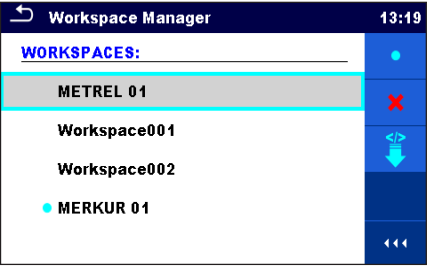 Workspace Manager 13:19
WORKSPACES:
METREL 01
Workspace001
Workspace002
MERKUR 01